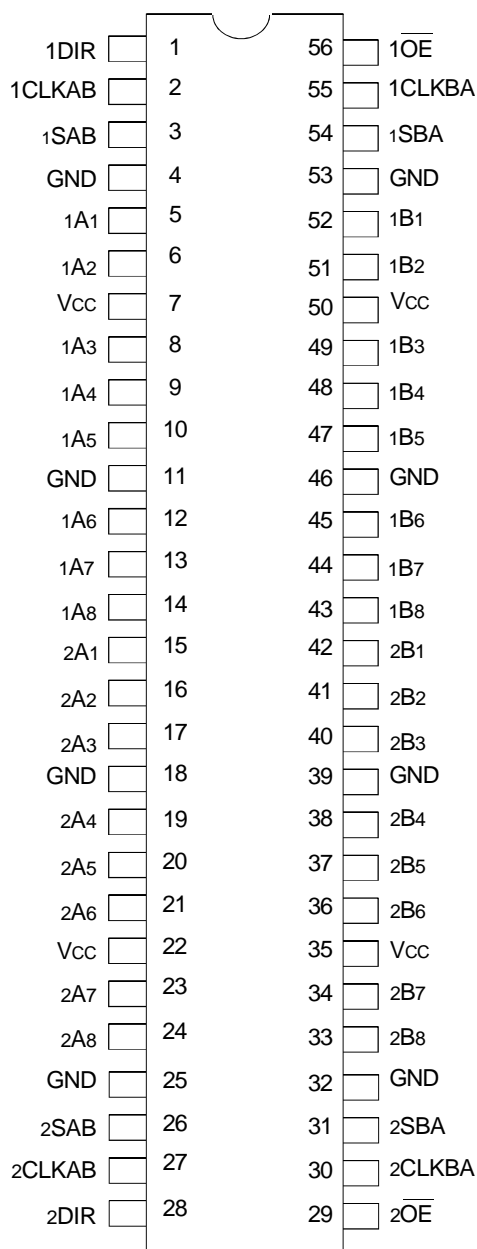 1DIR 1 56 1OE
1CLKAB 2 55 1CLKBA
1SAB 3 54 1SBA
GND 4 53 GND
1A1 5 52 1B1
1A2 6 51 1B2
VCC 7 50 VCC
1A3 8 49 1B3
1A4 9 48 1B4
1A5 10 47 1B5
GND 11 46 GND
1A6 12 45 1B6
1A7 13 44 1B7
1A8 14 43 1B8
2A1 15 42 2B1
2A2 16 41 2B2
2A3 17 40 2B3
GND 18 39 GND
2A4 19 38 2B4
2A5 20 37 2B5
2A6 21 36 2B6
VCC 22 35 VCC
2A7 23 34 2B7
2A8 24 33 2B8
GND 25 32 GND
2SAB 26 31 2SBA
2CLKAB 27 30 2CLKBA
2DIR 28 29 2OE